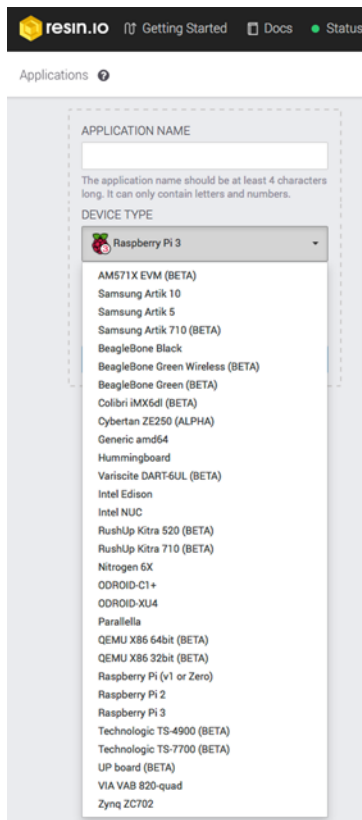 resin.io Getting Started Docs Status
Applications
APPLICATION NAME
The application name should be at least 4 characters
long. It can only contain letters and numbers.
DEVICE TYPE
Raspberry Pi 3
AM571X EVM (BETA)
Samsung Artik 10
Samsung Artik 5
Samsung Artik 710 (BETA)
BeagleBone Black
BeagleBone Green Wireless (BETA)
BeagleBone Green (BETA)
Colibri iMX6dl (BETA)
Cybertan ZE250 (ALPHA)
Generic amd64
Hummingboard
Variscite DART-6UL (BETA)
Intel Edison
Intel NUC
RushUp Kitra 520 (BETA)
RushUp Kitra 710 (BETA)
Nitrogen 6X
ODROID-C1+
ODROID-XU4
Parallella
QEMU X86 64bit (BETA)
QEMU X86 32bit (BETA)
Raspberry Pi (v1 or Zero)
Raspberry Pi 2
Raspberry Pi 3
Technologic TS-4900 (BETA)
Technologic TS-7700 (BETA)
UP board (BETA)
VIA VAB 820-quad
Zynq ZC702